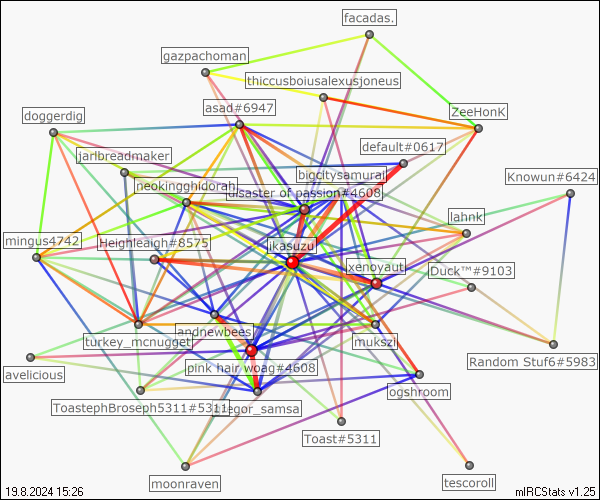 facadas.
gazpachoman
thiccusboiusalexusjoneus
asad#6947
ZeeHonK
doggerdig
default#0617
jarlbreadmaker
bigcitysamurai
Knowun#6424
neokingghidorah
disaster of passion#4608
lahnk
mingus4742
Heighleaigh#8575
ikasuzu
xenoyaut
Duck™#9103
andnewbees
turkey_mcnugget
mukszi
pink hair woag#4608
Random Stuf6#5983
avelicious
ogshroom
ToastephBroseph5311#5311
egor_samsa
Toast#5311
moonraven
tescoroll
19.8.2024 15:26
mIRCStats v1.25